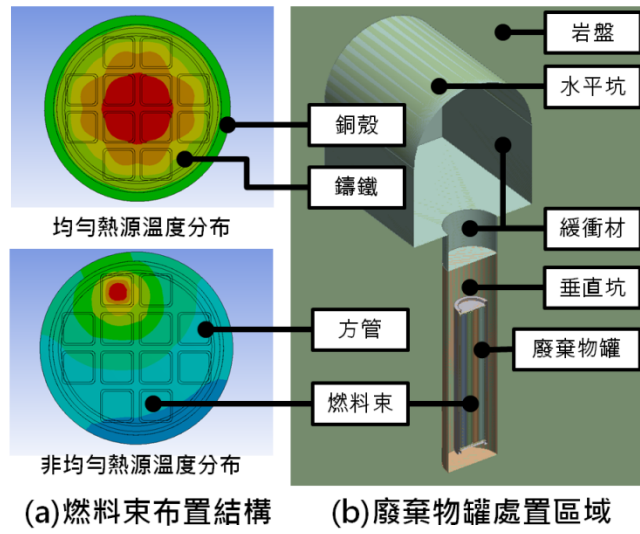 岩盤
水平坑
銅殼
鑄鐵
均勻熱源溫度分布
緩衝材
垂直坑
方管
廢棄物罐
燃料束
非均勻熱源溫度分布
(a)燃料束布置結構
(b)廢棄物罐處置區域